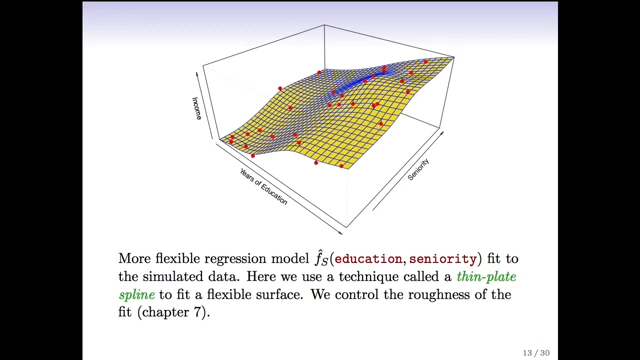 Income
Years of Education
Seniority
More flexible regression model f̂S(education, seniority) fit to
the simulated data. Here we use a technique called a thin-plate
spline to fit a flexible surface. We control the roughness of the
fit (chapter 7).
13 / 30